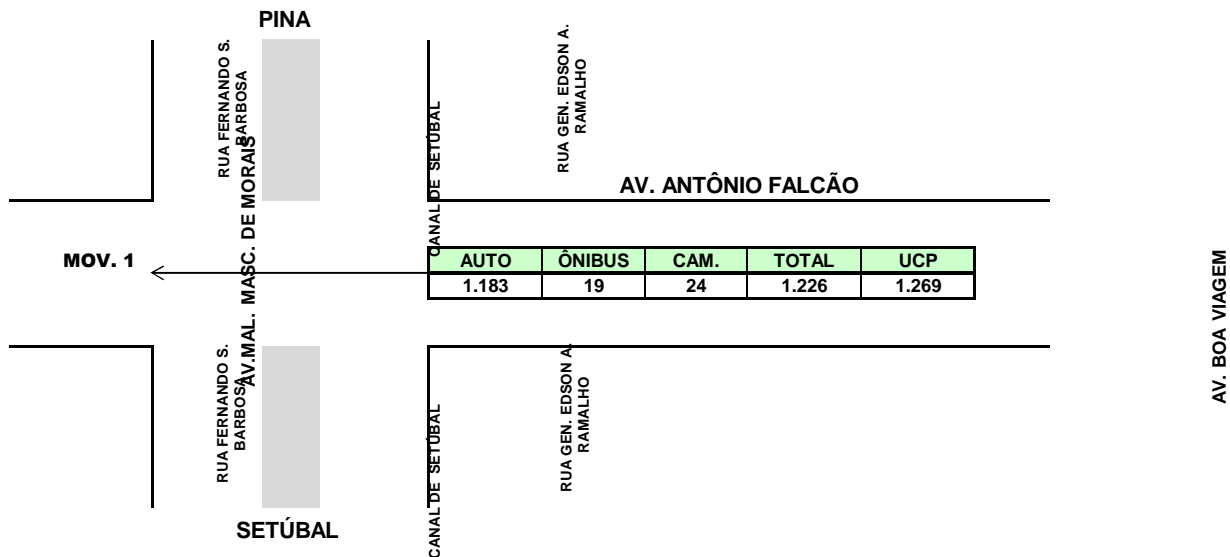 PINA
RUA FERNANDO S.
BARBOSA
AV.MAL. MASC. DE MORAIS
CANAL DE SETÚBAL
RUA GEN. EDSON A.
RAMALHO
AV. ANTÔNIO FALCÃO
MOV. 1
AUTO ÔNIBUS CAM. TOTAL UCP
1.183 19 24 1.226 1.269
AV. BOA VIAGEM
RUA FERNANDO S.
BARBOSA
CANAL DE SETÚBAL
RUA GEN. EDSON A.
RAMALHO
SETÚBAL